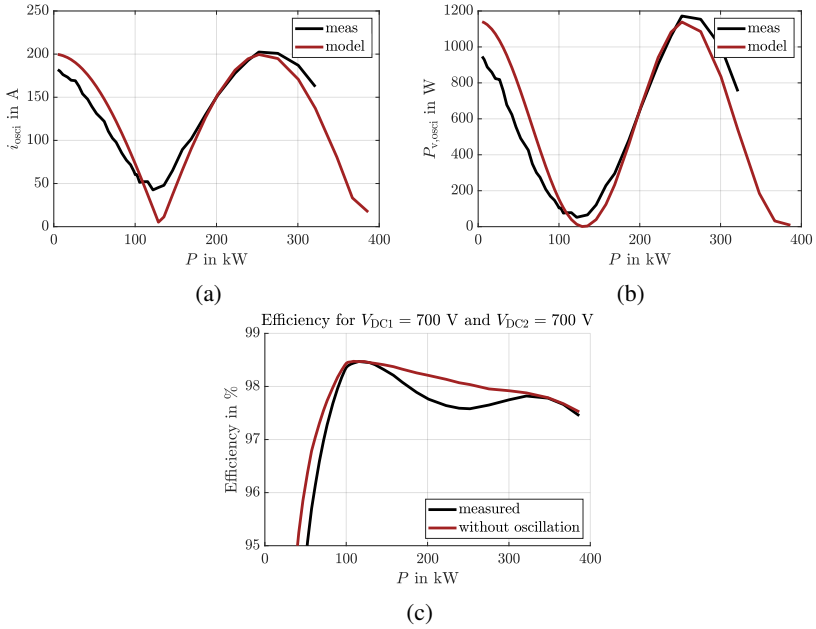 250
200
150
100
50
0
0 100 200 300 400
i_osci in A
P in kW
meas
model
(a)
1200
1000
800
600
400
200
0
0 100 200 300 400
P_v,osci in W
P in kW
meas
model
(b)
Efficiency for V_DC1 = 700 V and V_DC2 = 700 V
99
98
97
96
95
0 100 200 300 400
Efficiency in %
P in kW
measured
without oscillation
(c)